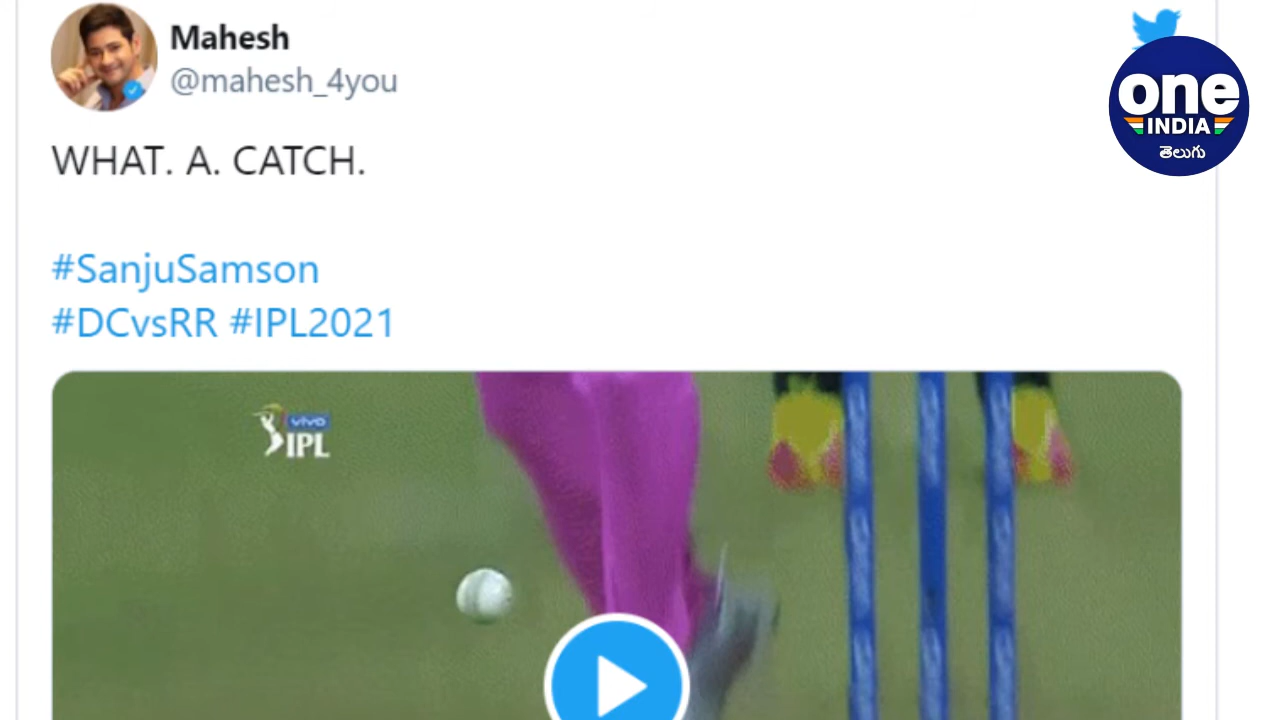 Mahesh
@mahesh_4you
one
INDIA
తెలుగు
WHAT. A. CATCH.
#SanjuSamson
#DCvsRR #IPL2021
vivo
IPL